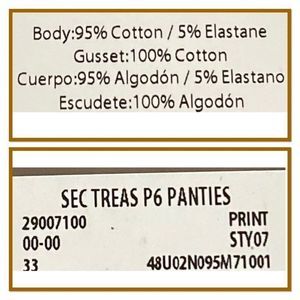 Body:95% Cotton / 5% Elastane
Gusset:100% Cotton
Cuerpo:95% Algodón / 5% Elastano
Escudete:100% Algodón
SEC TREAS P6 PANTIES
29007100 PRINT
00-00 STY07
33 48U02N095M71001